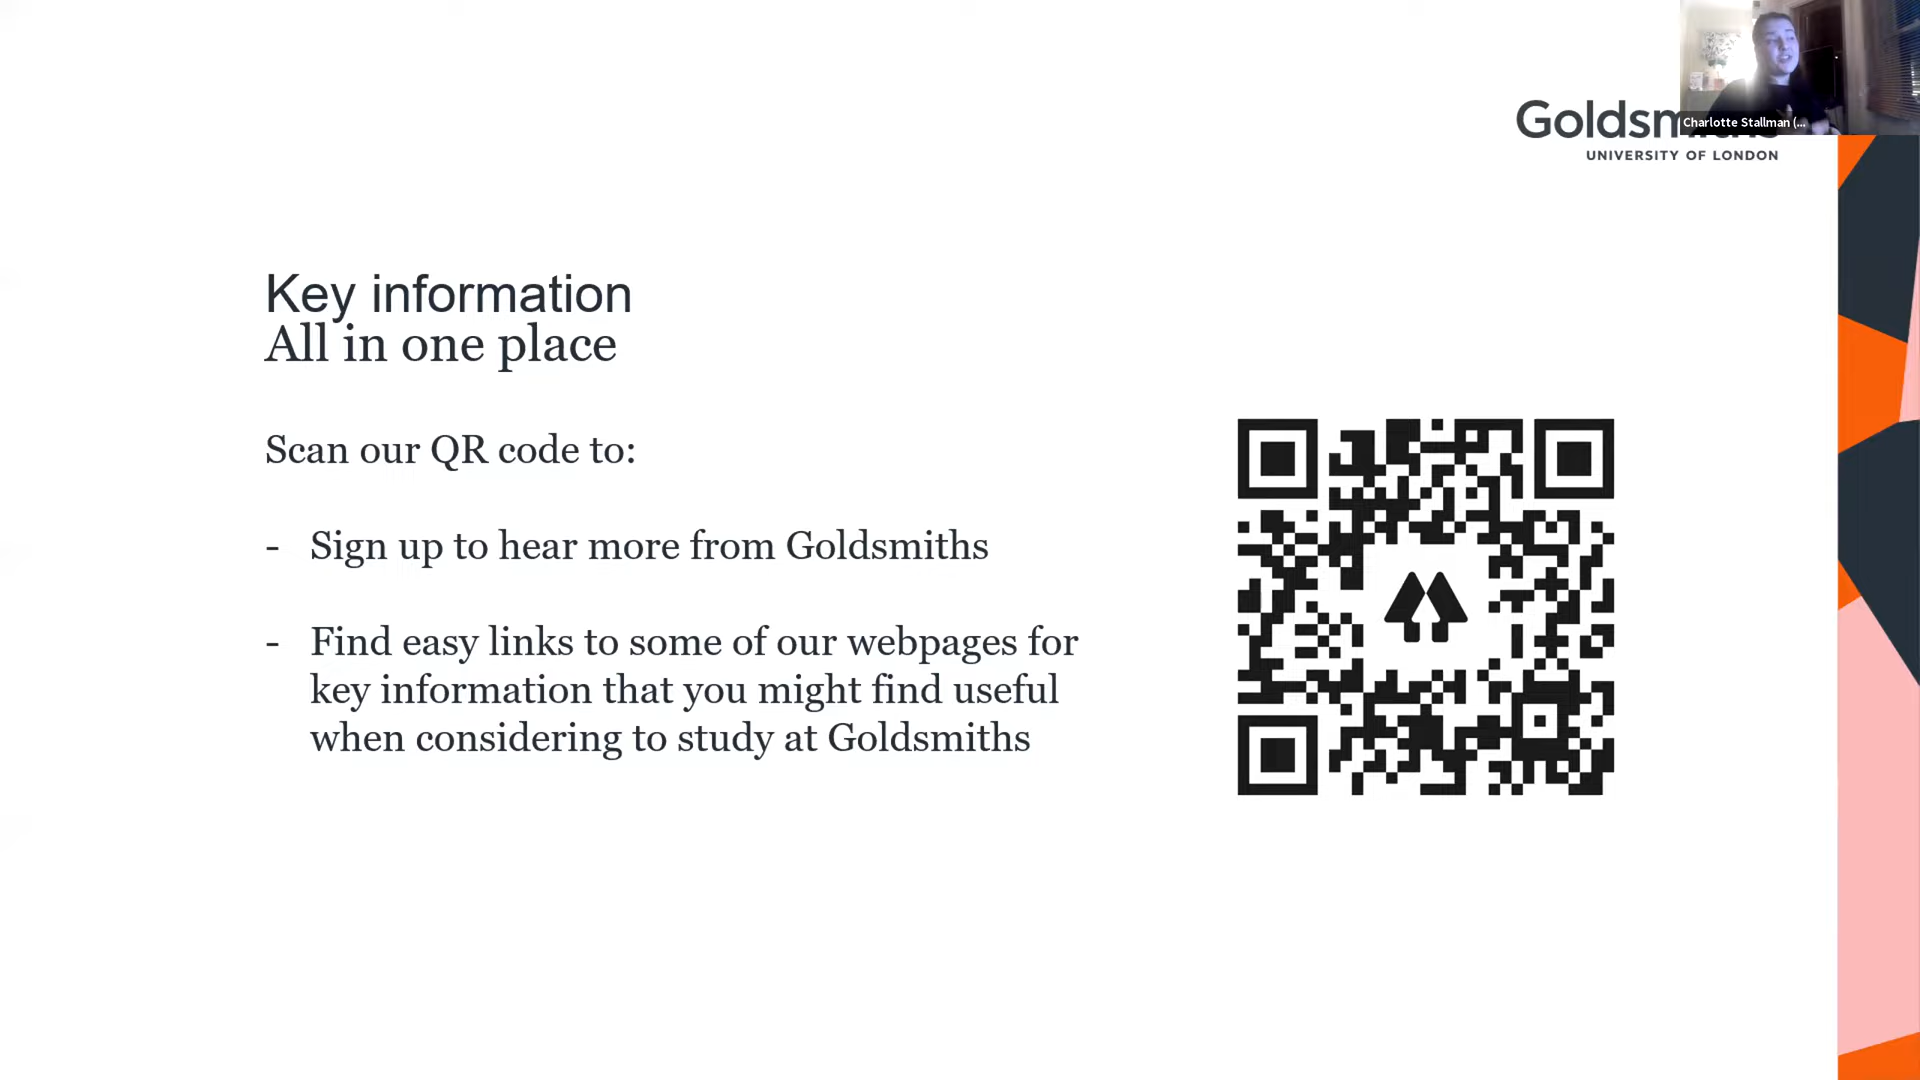 Charlotte Stallman (...
UNIVERSITY OF LONDON
Key information
All in one place
Scan our QR code to:
- Sign up to hear more from Goldsmiths
- Find easy links to some of our webpages for
key information that you might find useful
when considering to study at Goldsmiths